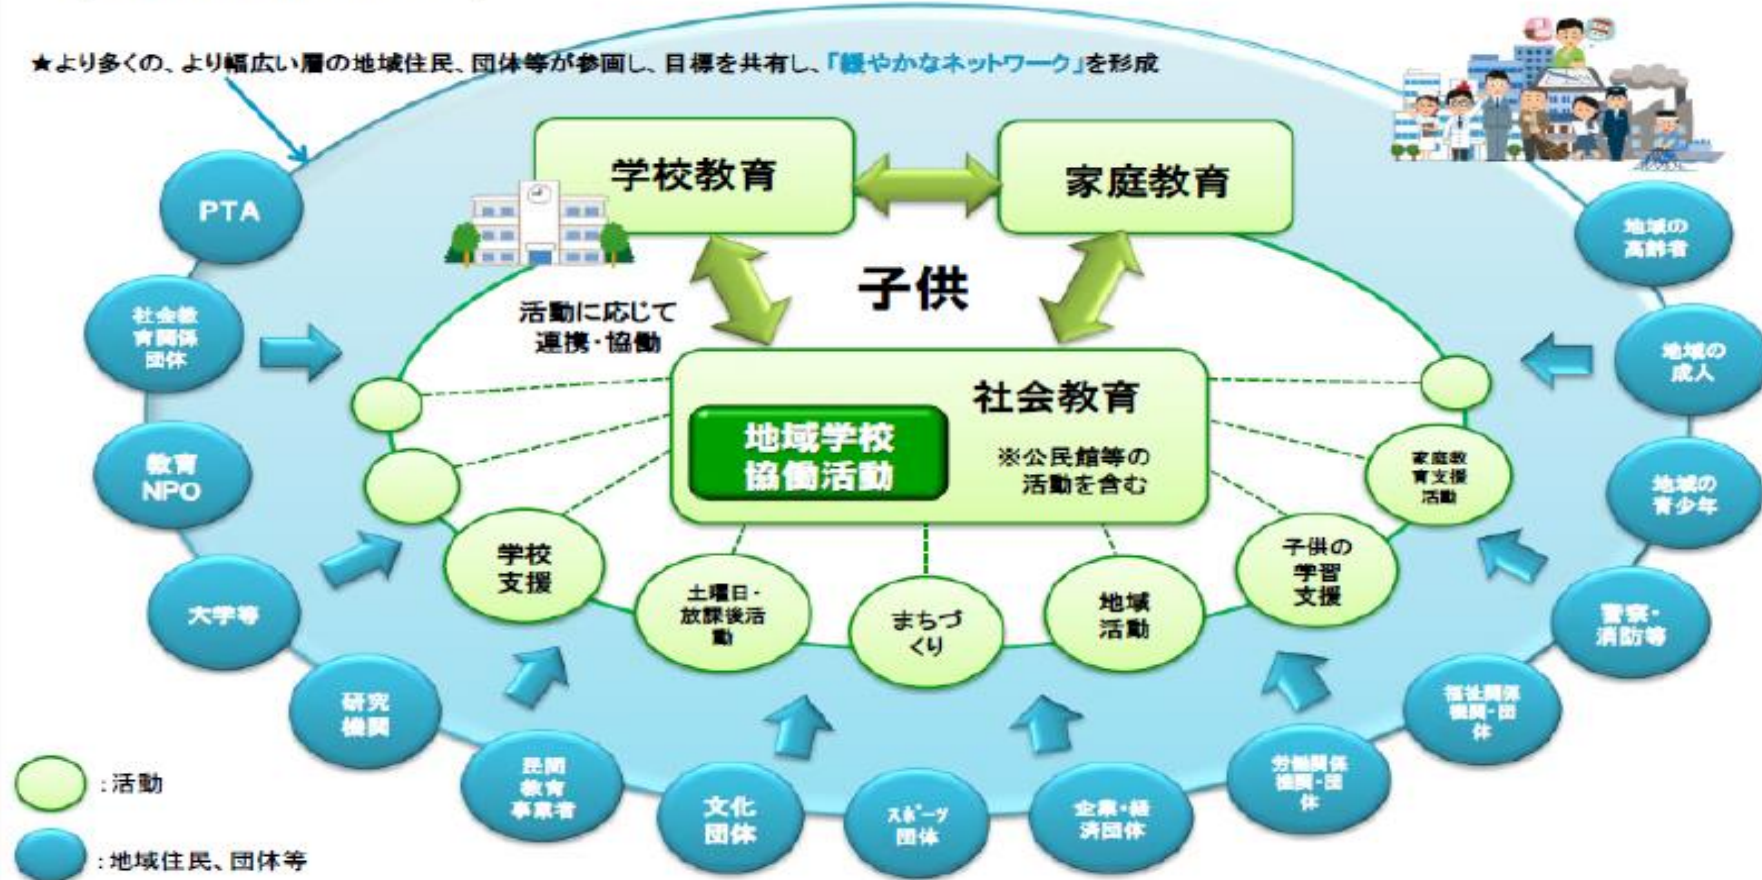 ★より多くの、より幅広い層の地域住民、団体等が参画し、目標を共有し、「緩やかなネットワーク」を形成
学校教育
家庭教育
子供
活動に応じて
連携・協働
社会教育
地域学校
協働活動
※公民館等の
活動を含む
学校
支援
土曜日・
放課後活
動
まちづ
くり
地域
活動
子供の
学習
支援
家庭教
育支援
活動
PTA
社会教
育関係
団体
教育
NPO
大学等
研究
機関
民間
教育
事業者
文化
団体
スポーツ
団体
企業・経
済団体
労働関係
機関・団
体
福祉関係
機関・団
体
警察・
消防等
地域の
青少年
地域の
成人
地域の
高齢者
：活動
：地域住民、団体等